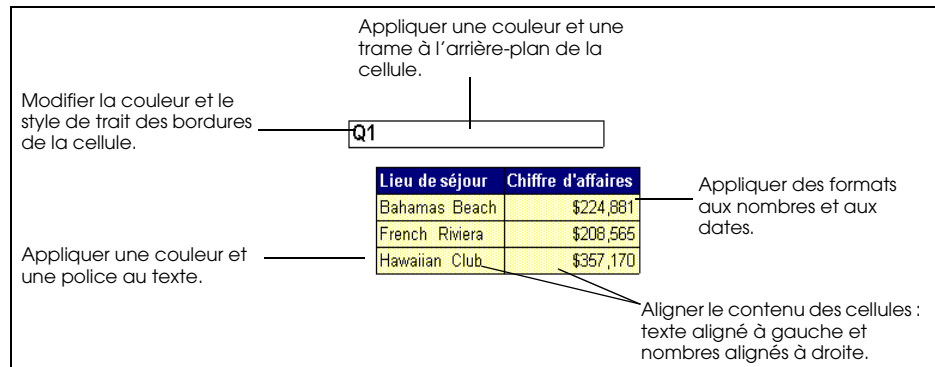 Appliquer une couleur et une
trame à l'arrière-plan de la
cellule.
Modifier la couleur et le
style de trait des bordures
de la cellule.
Q1
Lieu de séjour Chiffre d'affaires
Bahamas Beach $224,881
French Riviera $208,565
Hawaiian Club $357,170
Appliquer des formats
aux nombres et aux
dates.
Appliquer une couleur et
une police au texte.
Aligner le contenu des cellules :
texte aligné à gauche et
nombres alignés à droite.